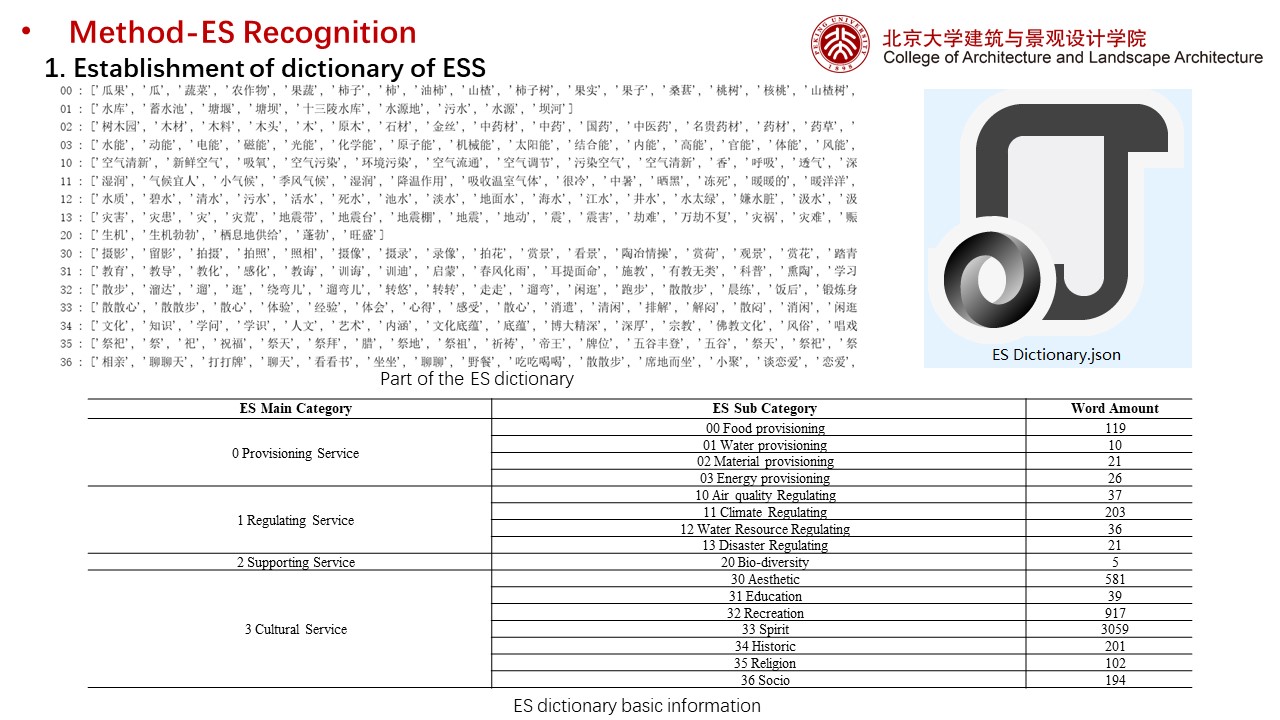 • Method-ES Recognition
北京大学建筑与景观设计学院
College of Architecture and Landscape Architecture
PEKING UNIVERSITY
1898
1. Establishment of dictionary of ESS
00 : ['瓜果', '瓜', '蔬菜', '农作物', '果蔬', '柿子', '柿', '油柿', '山楂', '柿子树', '果实', '果子', '桑葚', '桃树', '核桃', '山楂树',
01 : ['水库', '蓄水池', '塘堰', '塘坝', '十三陵水库', '水源地', '污水', '水源', '坝河']
02 : ['树木园', '木材', '木料', '木头', '木', '原木', '石材', '金丝', '中药材', '中药', '国药', '中医药', '名贵药材', '药材', '药草', '
03 : ['水能', '动能', '电能', '磁能', '光能', '化学能', '原子能', '机械能', '太阳能', '结合能', '内能', '高能', '官能', '体能', '风能',
10 : ['空气清新', '新鲜空气', '吸氧', '空气污染', '环境污染', '空气流通', '空气调节', '污染空气', '空气清新', '香', '呼吸', '透气', '深
11 : ['湿润', '气候宜人', '小气候', '季风气候', '湿润', '降温作用', '吸收温室气体', '很冷', '中暑', '晒黑', '冻死', '暖暖的', '暖洋洋',
12 : ['水质', '碧水', '清水', '污水', '活水', '死水', '池水', '淡水', '地面水', '海水', '江水', '井水', '水太绿', '嫌水脏', '汲水', '汲
13 : ['灾害', '灾患', '灾', '灾荒', '地震带', '地震台', '地震棚', '地震', '地动', '震', '震害', '劫难', '万劫不复', '灾祸', '灾难', '赈
20 : ['生机', '生机勃勃', '栖息地供给', '蓬勃', '旺盛']
30 : ['摄影', '留影', '拍摄', '拍照', '照相', '摄像', '摄录', '录像', '拍花', '赏景', '看景', '陶冶情操', '赏荷', '观景', '赏花', '踏青
31 : ['教育', '教导', '教化', '感化', '教诲', '训诲', '训迪', '启蒙', '春风化雨', '耳提面命', '施教', '有教无类', '科普', '熏陶', '学习
32 : ['散步', '溜达', '遛', '逛', '绕弯儿', '遛弯儿', '转悠', '转转', '走走', '遛弯', '闲逛', '跑步', '散散步', '晨练', '饭后', '锻炼身
33 : ['散散心', '散散步', '散心', '体验', '经验', '体会', '心得', '感受', '散心', '消遣', '清闲', '排解', '解闷', '散闷', '消闲', '闲逛
34 : ['文化', '知识', '学问', '学识', '人文', '艺术', '内涵', '文化底蕴', '底蕴', '博大精深', '深厚', '宗教', '佛教文化', '风俗', '唱戏
35 : ['祭祀', '祭', '祀', '祝福', '祭天', '祭拜', '腊', '祭地', '祭祖', '祈祷', '帝王', '牌位', '五谷丰登', '五谷', '祭天', '祭祀', '祭
36 : ['相亲', '聊聊天', '打打牌', '聊天', '看看书', '坐坐', '聊聊', '野餐', '吃吃喝喝', '散散步', '席地而坐', '小聚', '谈恋爱', '恋爱',
Part of the ES dictionary
ES Dictionary.json
ES Main Category ES Sub Category Word Amount
0 Provisioning Service
00 Food provisioning 119
01 Water provisioning 10
02 Material provisioning 21
03 Energy provisioning 26
1 Regulating Service
10 Air quality Regulating 37
11 Climate Regulating 203
12 Water Resource Regulating 36
13 Disaster Regulating 21
2 Supporting Service 20 Bio-diversity 5
3 Cultural Service
30 Aesthetic 581
31 Education 39
32 Recreation 917
33 Spirit 3059
34 Historic 201
35 Religion 102
36 Socio 194
ES dictionary basic information